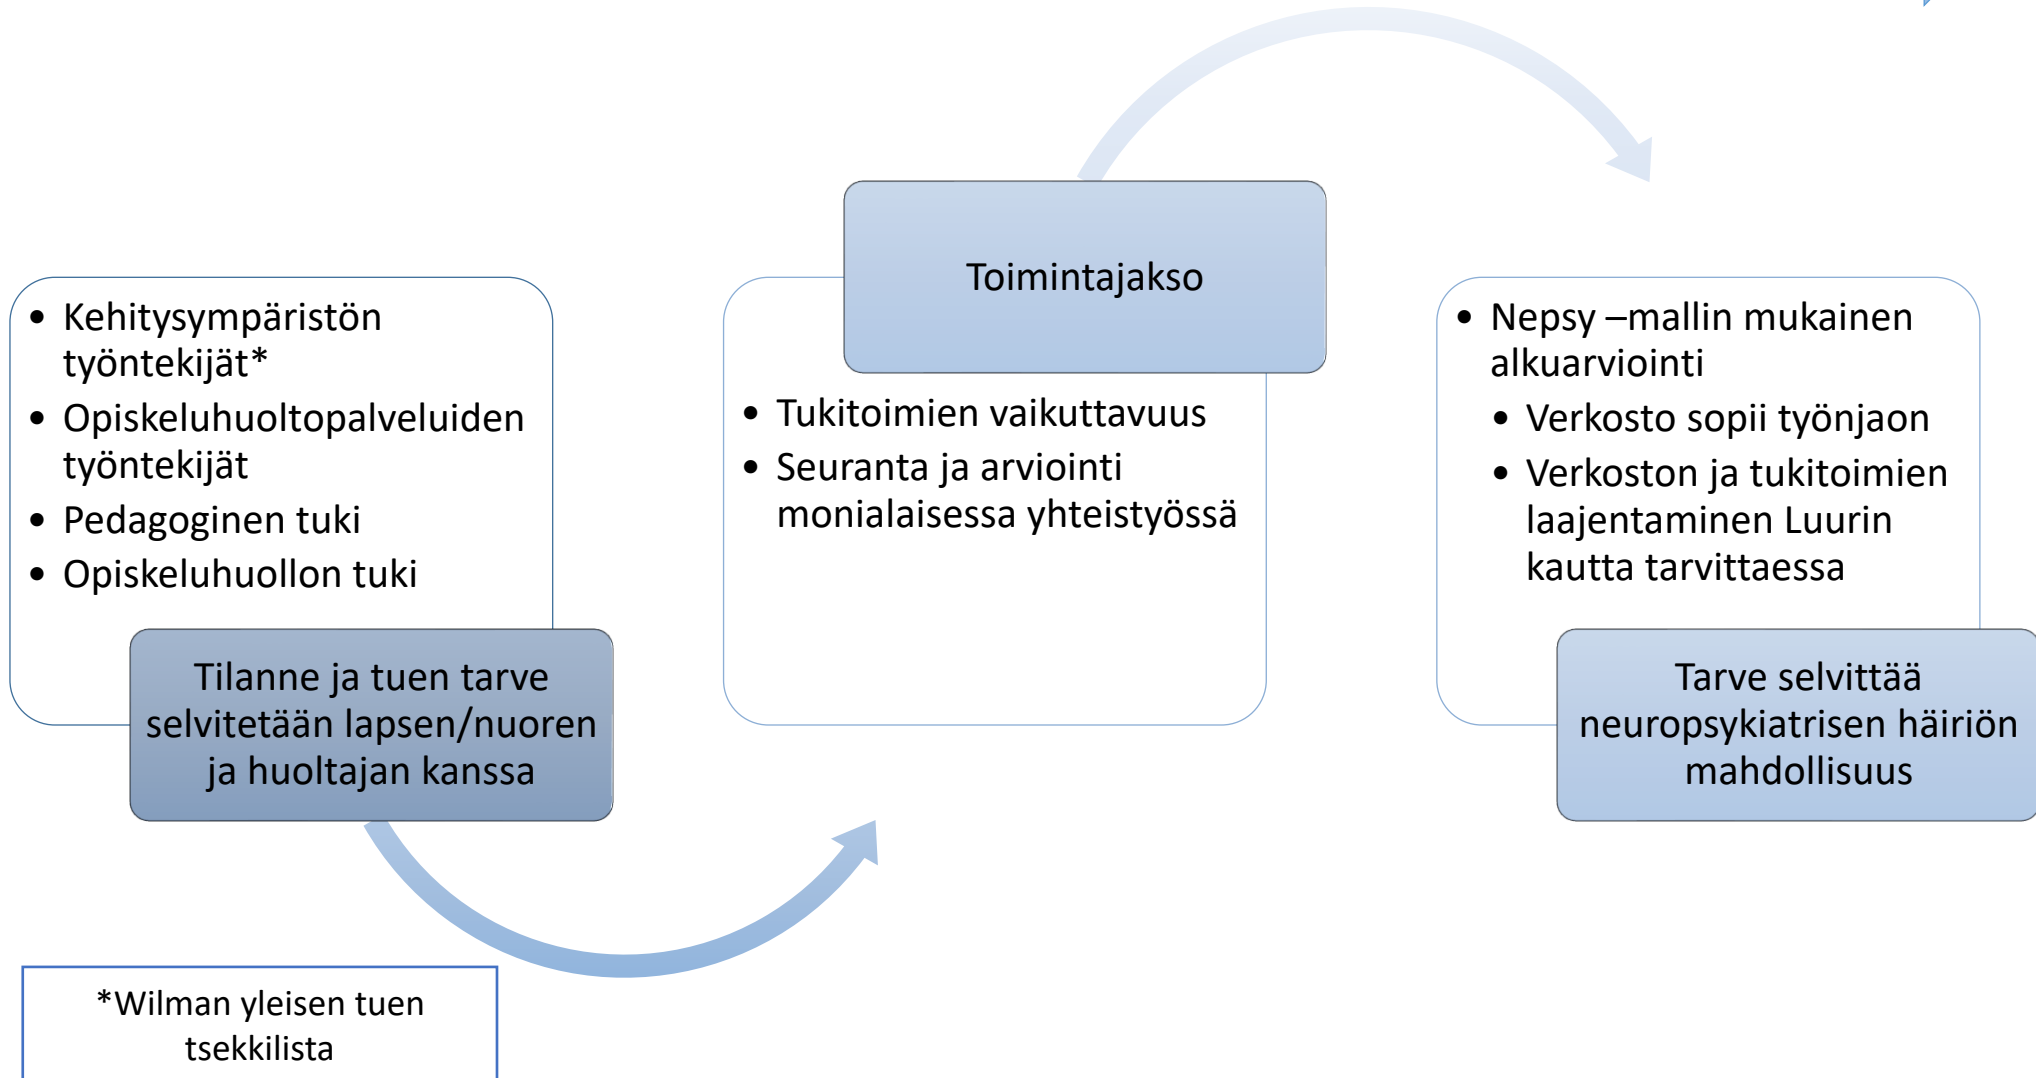 • Kehitysympäristön
työntekijät*
• Opiskeluhuoltopalveluiden
työntekijät
• Pedagoginen tuki
• Opiskeluhuollon tuki
Tilanne ja tuen tarve
selvitetään lapsen/nuoren
ja huoltajan kanssa
*Wilman yleisen tuen
tsekkilista
Toimintajakso
• Tukitoimien vaikuttavuus
• Seuranta ja arviointi
monialaisessa yhteistyössä
• Nepsy –mallin mukainen
alkuarviointi
• Verkosto sopii työnjaon
• Verkoston ja tukitoimien
laajentaminen Luurin
kautta tarvittaessa
Tarve selvittää
neuropsykiatrisen häiriön
mahdollisuus